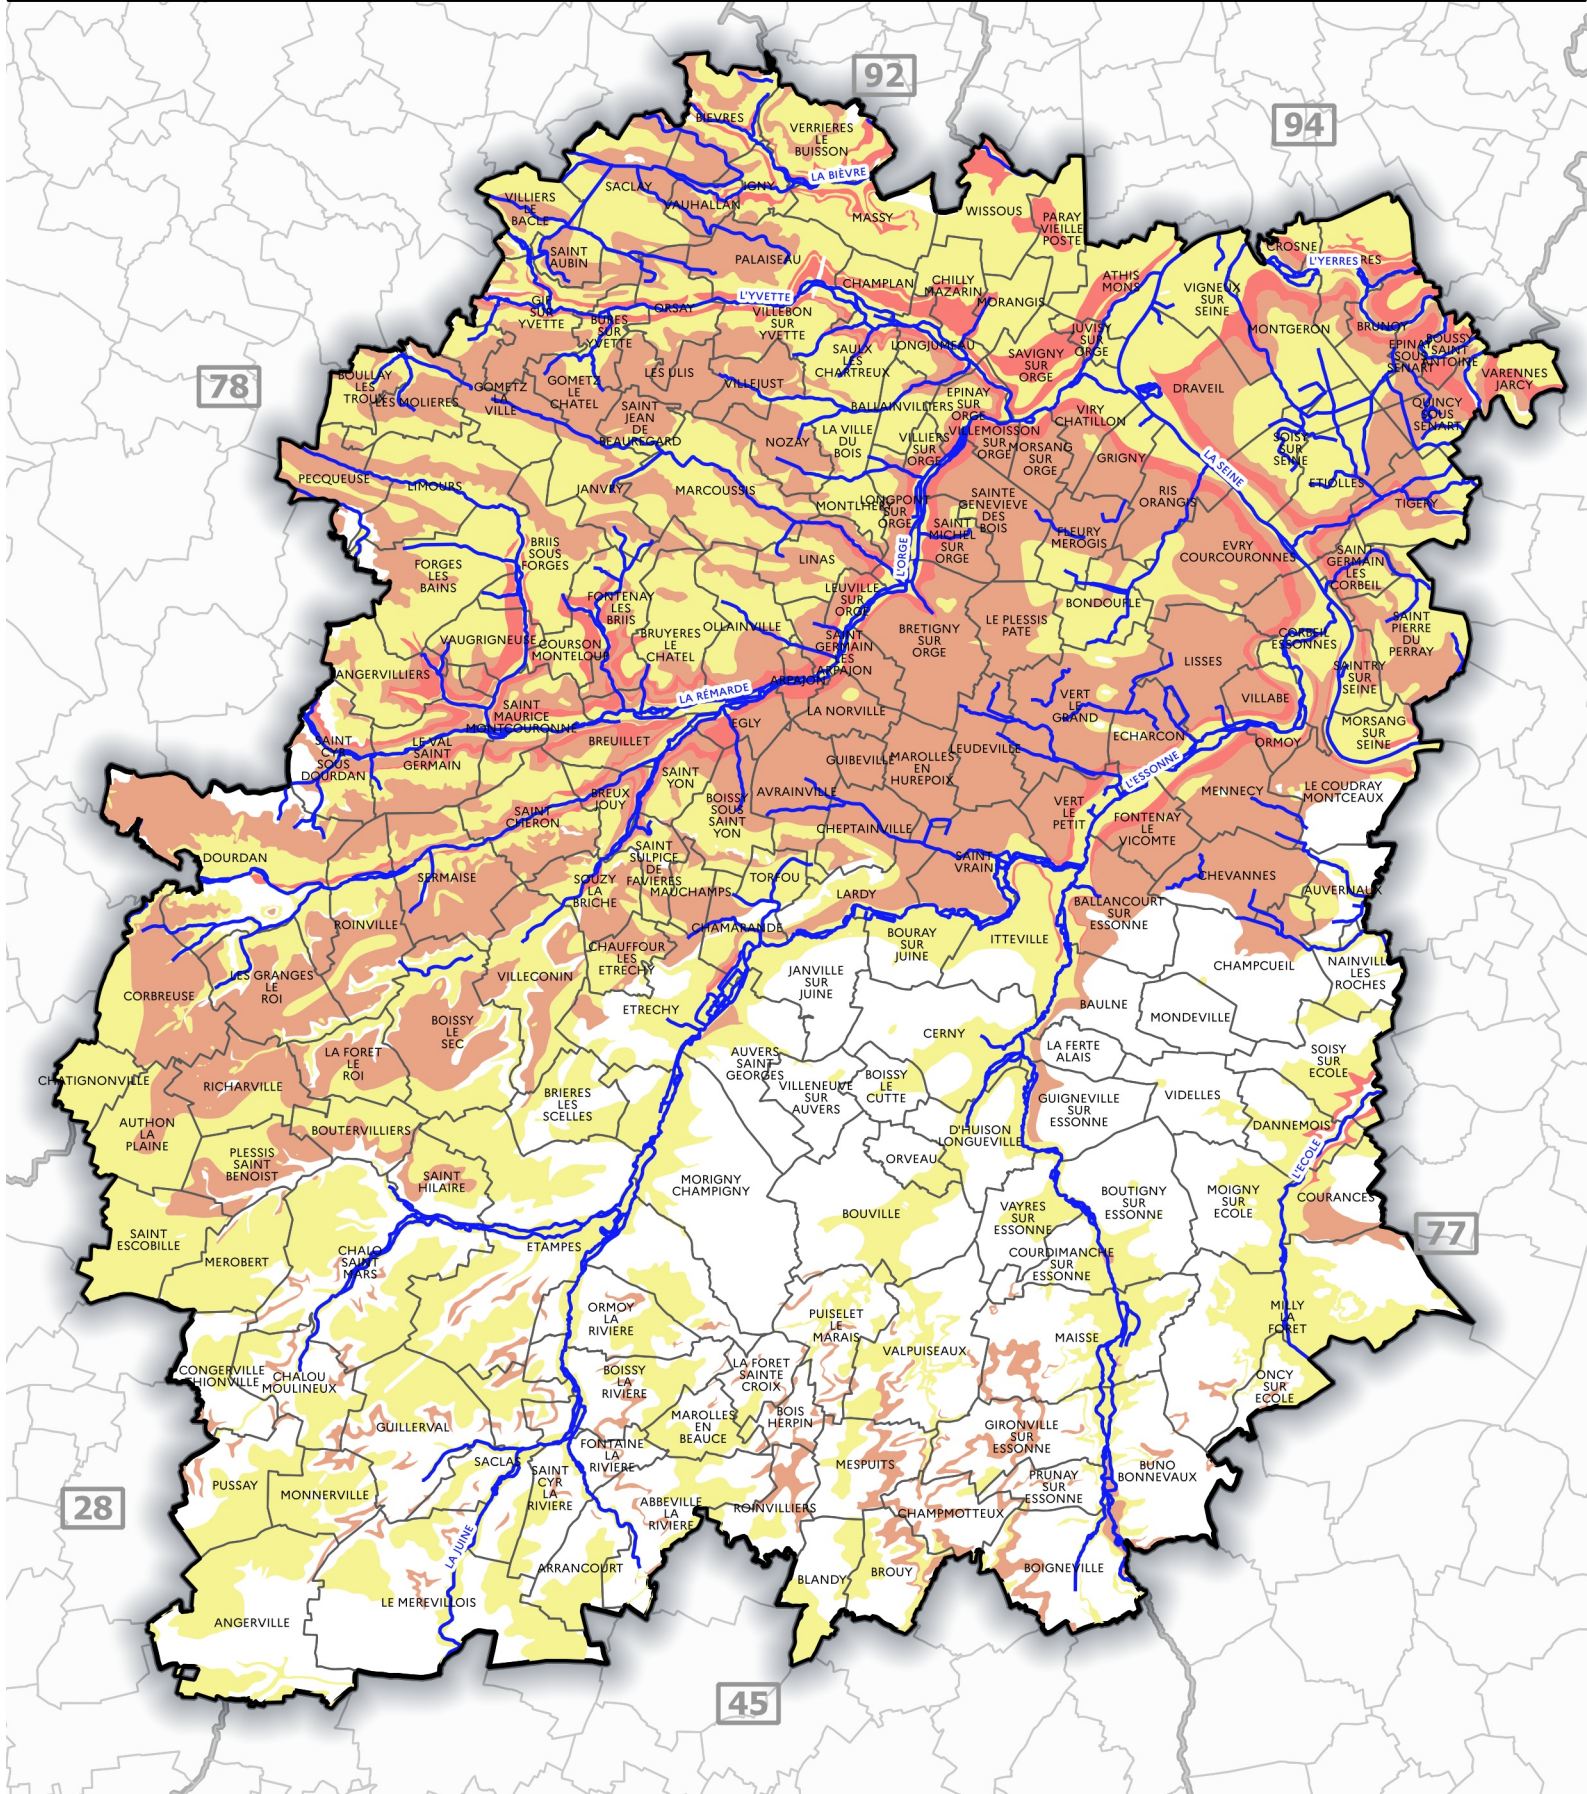 92
94
BIEVRES
VERRIERES
LE
BUISSON
LA BIÈVRE
SACLAY
IGNY
VILLIERS
LE
BACLE
VAUHALLAN
MASSY
WISSOUS
PARAY
VIEILLE
POSTE
SAINT
AUBIN
PALAISEAU
CROSNE
L'YERRES
RES
CHAMPLAN
CHILLY
MAZARIN
ATHIS
MONS
VIGNEUX
SUR
SEINE
GIF
SUR
YVETTE
L'YVETTE
ORSAY
MORANGIS
VILLEBON
SUR
YVETTE
BURES
SUR
YVETTE
MONTGERON
BRUNOY
JUVISY
SUR
ORGE
LONGJUMEAU
SAULX
LES
CHARTREUX
SAVIGNY
SUR
ORGE
EPINAY
SOUS
SENART
BOUSSY
SAINT
ANTOINE
VARENNES
JARCY
78
BOULLAY
LES
TROUX
LES MOLIERES
GOMETZ
LA
VILLE
GOMETZ
LE
CHATEL
LES ULIS
VILLEJUST
DRAVEIL
QUINCY
SOUS
SENART
SAINT
JEAN
DE
BEAUREGARD
BALLAINVILLIERS
EPINAY
SUR
ORGE
VIRY
CHATILLON
NOZAY
LA VILLE
DU
BOIS
VILLIERS
SUR
ORGE
VILLEMOISSON
SUR
ORGE
MORSANG
SUR
ORGE
GRIGNY
LA SEINE
SOISY
SUR
SEINE
PECQUEUSE
LIMOURS
JANVRY
MARCOUSSIS
MONTLHERY
LONGPONT
SUR
ORGE
SAINTE
GENEVIEVE
DES
BOIS
RIS
ORANGIS
ETIOLLES
TIGERY
SAINT
MICHEL
SUR
ORGE
FLEURY
MEROGIS
EVRY
COURCOURONNES
SAINT
GERMAIN
LES
CORBEIL
BRIIS
SOUS
FORGES
FORGES
LES
BAINS
LINAS
L'ORGE
LEUVILLE
SUR
ORGE
FONTENAY
LES
BRIIS
BONDOUFLE
OLLAINVILLE
BRUYERES
LE
CHATEL
BRETIGNY
SUR
ORGE
LE PLESSIS
PATE
SAINT
PIERRE
DU
PERRAY
CORBEIL
ESSONNES
VAUGRIGNEUSE
COURSON
MONTELOUP
SAINT
GERMAIN
LES
ARPAJON
LISSES
SAINTRY
SUR
SEINE
ANGERVILLIERS
ARPAJON
LA RÉMARDE
VERT
LE
GRAND
VILLABE
SAINT
MAURICE
MONTCOURONNE
LA NORVILLE
EGLY
MORSANG
SUR
SEINE
BREUILLET
ECHARCON
ORMOY
LEUDEVILLE
SAINT
CYR
SOUS
DOURDAN
LE VAL
SAINT
GERMAIN
GUIBEVILLE
MAROLLES
EN
HUREPOIX
L'ESSONNE
SAINT
YON
AVRAINVILLE
BREUX
JOUY
BOISSY
SOUS
SAINT
YON
MENNECY
LE COUDRAY
MONTCEAUX
VERT
LE
PETIT
SAINT
CHERON
CHEPTAINVILLE
FONTENAY
LE
VICOMTE
DOURDAN
SERMAISE
SAINT
SULPICE
DE
FAVIERES
SAINT
VRAIN
TORFOU
SOUZY
LA
BRICHE
MAUCHAMPS
LARDY
CHEVANNES
AUVERNAUX
BALLANCOURT
SUR
ESSONNE
ROINVILLE
CHAMARANDE
BOURAY
SUR
JUINE
ITTEVILLE
CHAUFFOUR
LES
ETRECHY
VILLECONIN
LES GRANGES
LE
ROI
CORBREUSE
JANVILLE
SUR
JUINE
CHAMPCUEIL
NAINVILLE
LES
ROCHES
BAULNE
ETRECHY
MONDEVILLE
BOISSY
LE
SEC
CERNY
LA FERTE
ALAIS
AUVERS
SAINT
GEORGES
LA FORET
LE
ROI
SOISY
SUR
ECOLE
CHATIGNONVILLE
RICHARVILLE
VILLENEUVE
SUR
AUVERS
BOISSY
LE
CUTTE
VIDELLES
BRIERES
LES
SCELLES
GUIGNEVILLE
SUR
ESSONNE
AUTHON
LA
PLAINE
BOUTERVILLIERS
D'HUISON
LONGUEVILLE
DANNEMOIS
PLESSIS
SAINT
BENOIST
ORVEAU
L'ECOLE
SAINT
HILAIRE
MORIGNY
CHAMPIGNY
BOUTIGNY
SUR
ESSONNE
MOIGNY
SUR
ECOLE
COURANCES
BOUVILLE
VAYRES
SUR
ESSONNE
77
SAINT
ESCOBILLE
ETAMPES
MEROBERT
CHALO
SAINT
MARS
COURDIMANCHE
SUR
ESSONNE
ORMOY
LA
RIVIERE
PUISELET
LE
MARAIS
MILLY
LA
FORET
MAISSE
VALPUISEAUX
CONGERVILLE
THIONVILLE
CHALOU
MOULINEUX
BOISSY
LA
RIVIERE
LA FORET
SAINTE
CROIX
ONCY
SUR
ECOLE
GUILLERVAL
MAROLLES
EN
BEAUCE
BOIS
HERPIN
GIRONVILLE
SUR
ESSONNE
FONTAINE
LA
RIVIERE
SACLAS
MESPUITS
BUNO
BONNEVAUX
PUSSAY
MONNERVILLE
SAINT
CYR
LA
RIVIERE
PRUNAY
SUR
ESSONNE
28
ABBEVILLE
LA
RIVIERE
ROINVILLIERS
CHAMPMOTTEUX
LA JUINE
ARRANCOURT
BLANDY
BROUY
BOIGNEVILLE
LE MEREVILLOIS
ANGERVILLE
45